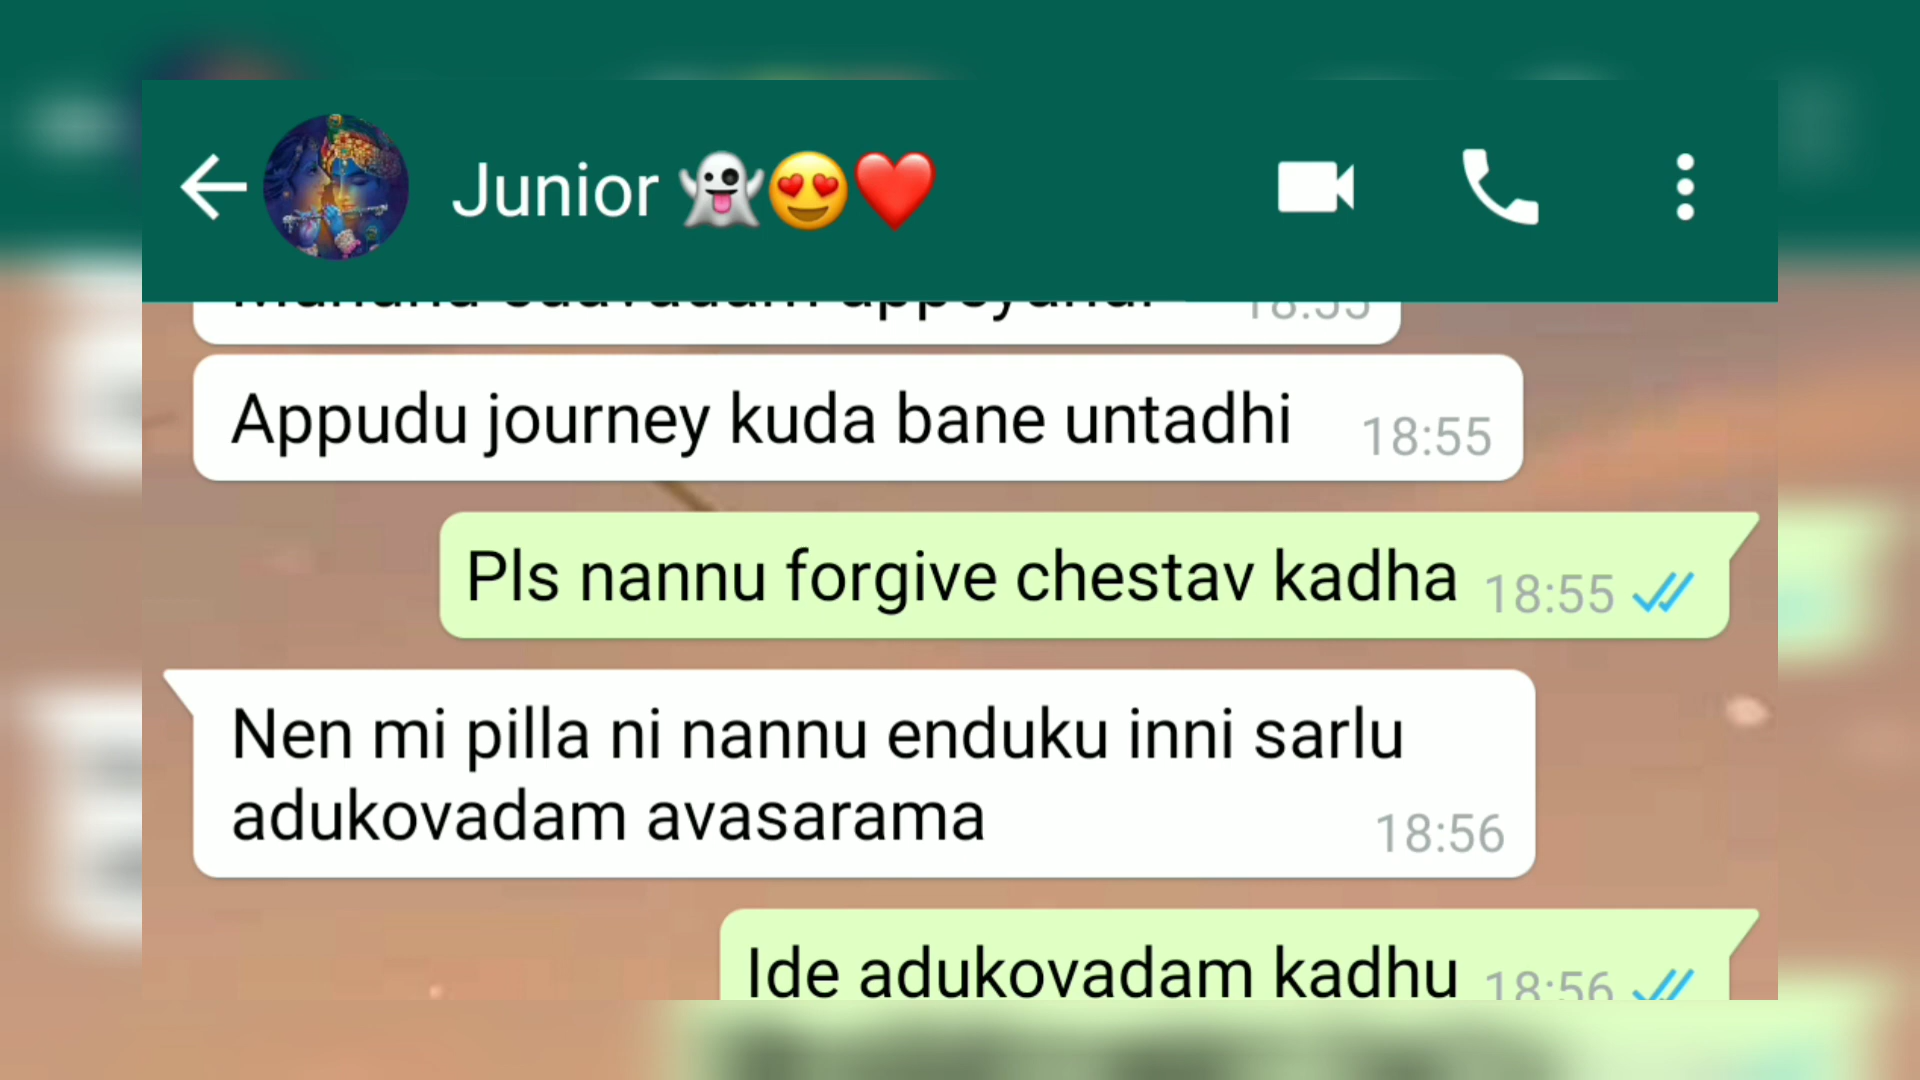 Junior 👻😍❤️
Appudu journey kuda bane untadhi 18:55
Pls nannu forgive chestav kadha 18:55
Nen mi pilla ni nannu enduku inni sarlu
adukovadam avasarama 18:56
Ide adukovadam kadhu 18:56